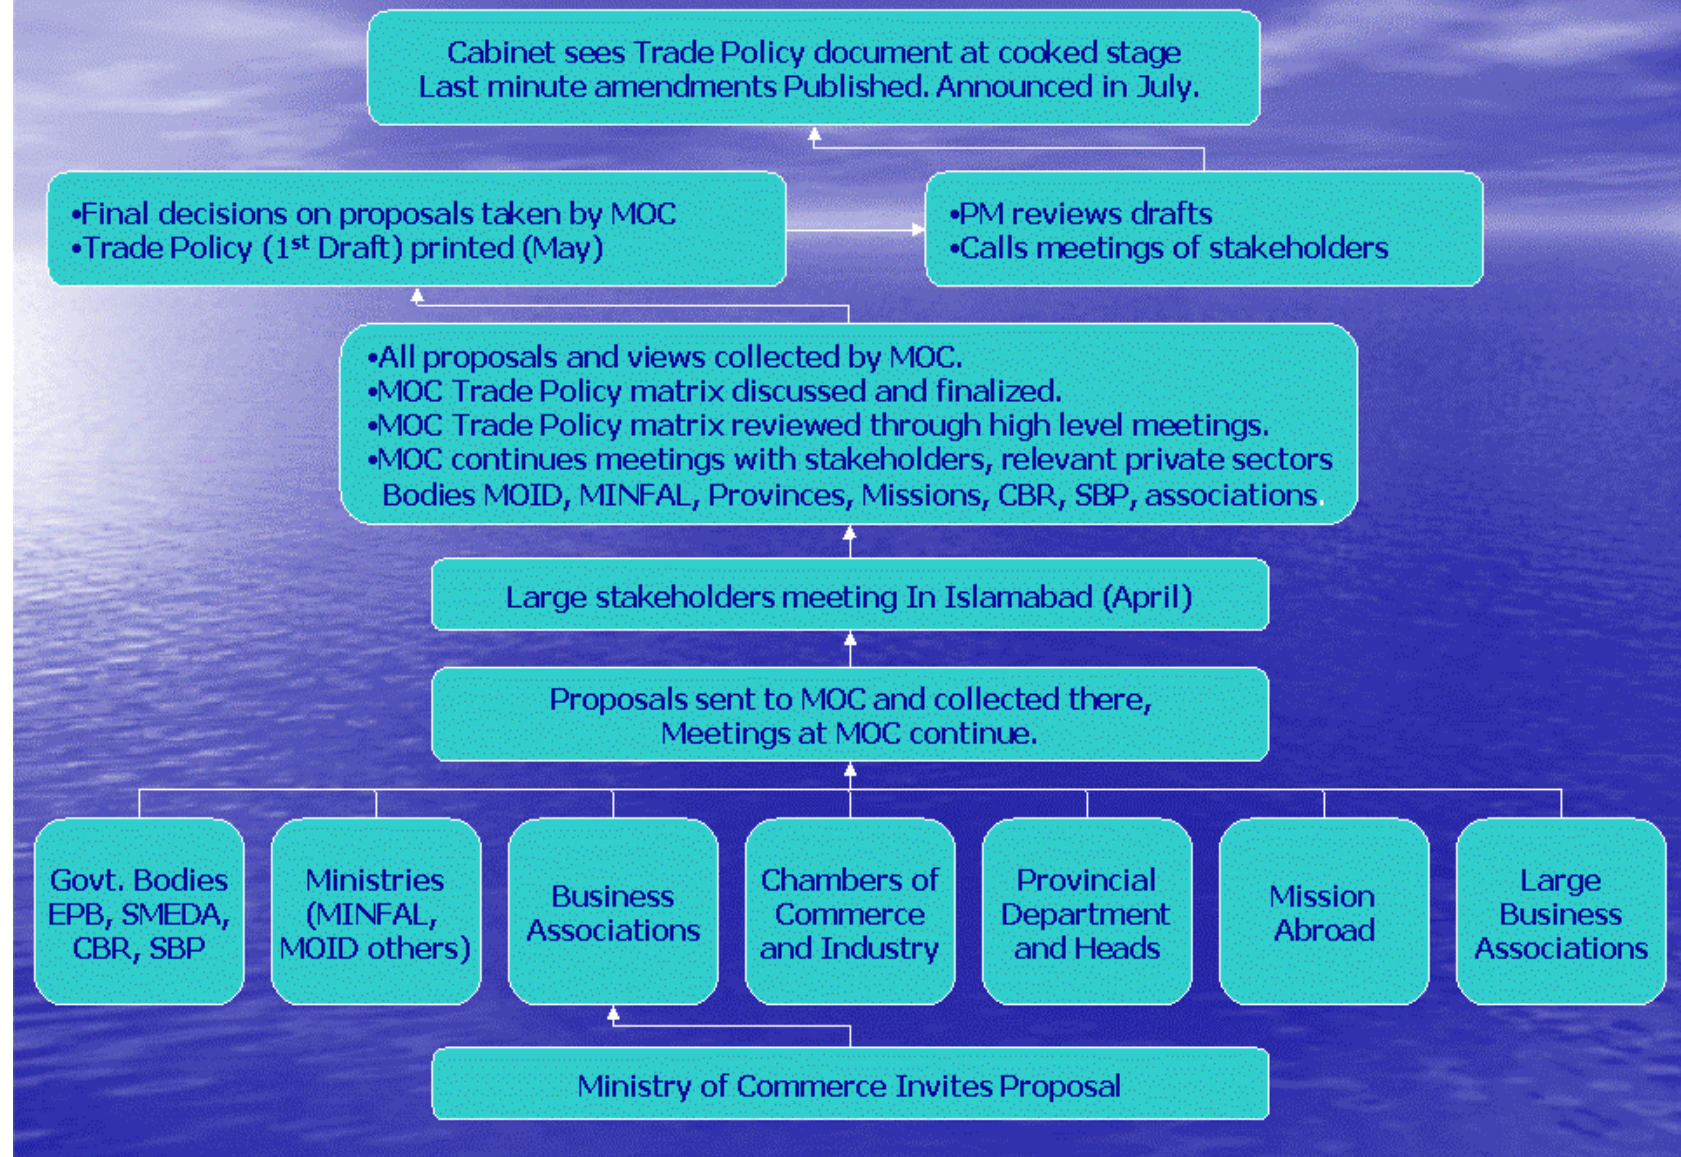 Cabinet sees Trade Policy document at cooked stage
Last minute amendments Published. Announced in July.
•Final decisions on proposals taken by MOC
•Trade Policy (1st Draft) printed (May)
•PM reviews drafts
•Calls meetings of stakeholders
•All proposals and views collected by MOC.
•MOC Trade Policy matrix discussed and finalized.
•MOC Trade Policy matrix reviewed through high level meetings.
•MOC continues meetings with stakeholders, relevant private sectors
Bodies MOID, MINFAL, Provinces, Missions, CBR, SBP, associations.
Large stakeholders meeting In Islamabad (April)
Proposals sent to MOC and collected there,
Meetings at MOC continue.
Govt. Bodies
EPB, SMEDA,
CBR, SBP
Ministries
(MINFAL,
MOID others)
Business
Associations
Chambers of
Commerce
and Industry
Provincial
Department
and Heads
Mission
Abroad
Large
Business
Associations
Ministry of Commerce Invites Proposal